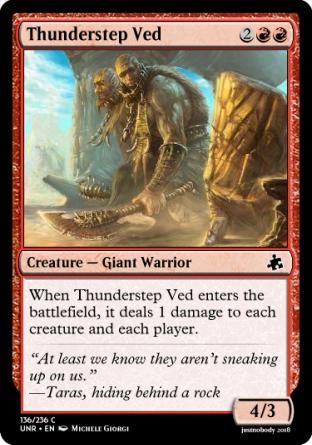 Thunderstep Ved 2
Creature — Giant Warrior
When Thunderstep Ved enters the
battlefield, it deals 1 damage to each
creature and each player.
“At least we know they aren't sneaking
up on us.”
—Taras, hiding behind a rock
4/3
136/236 C
UNR • EN Michele Giorgi
justnobody 2018